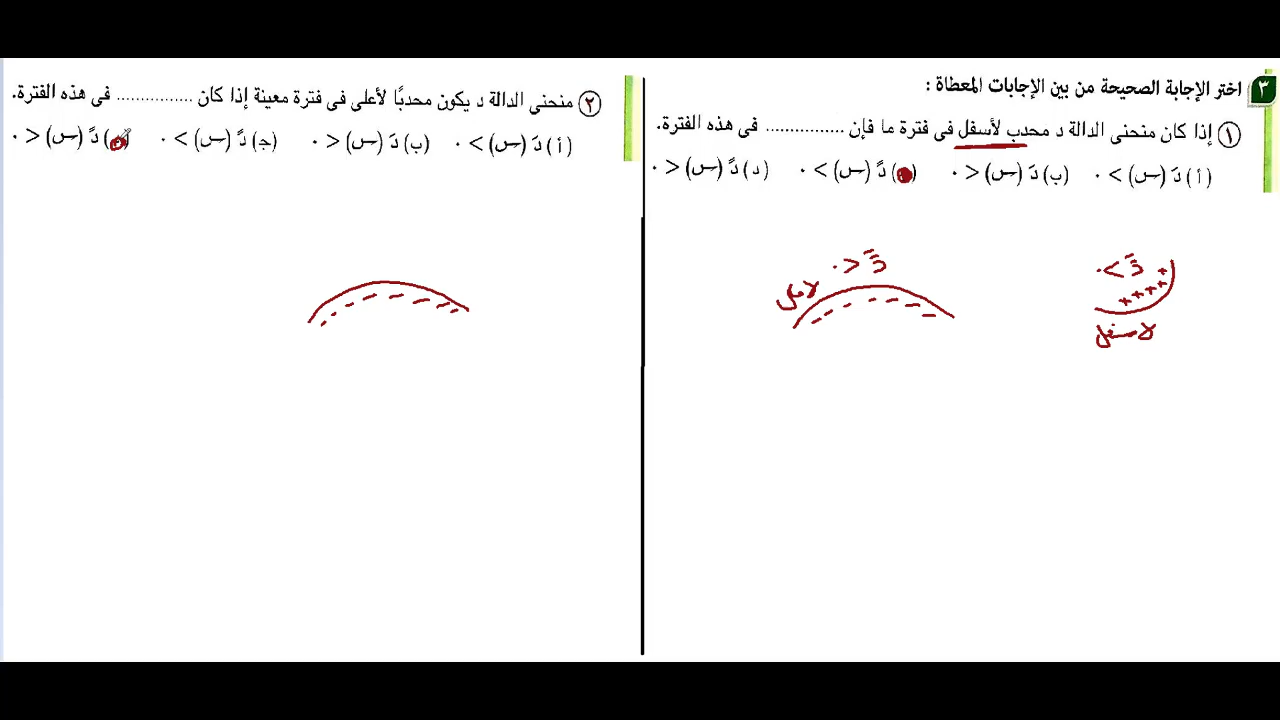 ٣ اختر الإجابة الصحيحة من بين الإجابات المعطاة :
١ إذا كان منحنى الدالة د محدب لأسفل فى فترة ما فإن ............... فى هذه الفترة.
(أ) دَ (س) > ٠ (ب) دَ (س) < ٠ ( ) دً (س) > ٠ (د) دً (س) < ٠
دً > ٠
لاسفل
دً < ٠
لاعلى
٢ منحنى الدالة د يكون محدبًا لأعلى فى فترة معينة إذا كان ............... فى هذه الفترة.
(أ) دَ (س) > ٠ (ب) دَ (س) < ٠ (جـ) دً (س) > ٠ ( ) دً (س) < ٠